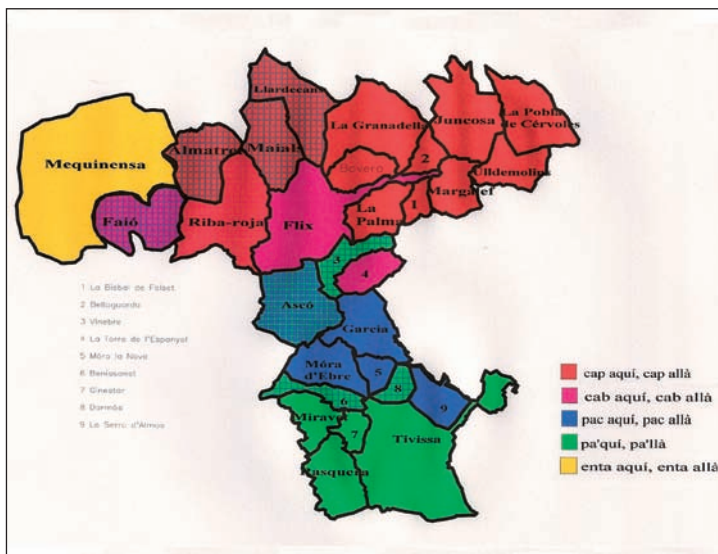 Llardecans
La Granadella
Juncosa
La Pobla
de Cérvoles
Almatret
Maials
Bovera
2
Ulldemolins
Mequinensa
Margalef
Faió
Riba-roja
Flix
La
Palma
1
3
4
1 La Bisbal de Falset
2 Bellaguarda
3 Vinebre
4 La Torre de l'Espanyol
5 Móra la Nova
6 Benissanet
7 Ginestar
8 Darmós
9 La Serra d'Almos
Ascó
Garcia
Móra
d'Ebre
5
8
9
6
Miravet
7
Tivissa
Rasquera
cap aquí, cap allà
cab aquí, cab allà
pac aquí, pac allà
pa'quí, pa'llà
enta aquí, enta allà